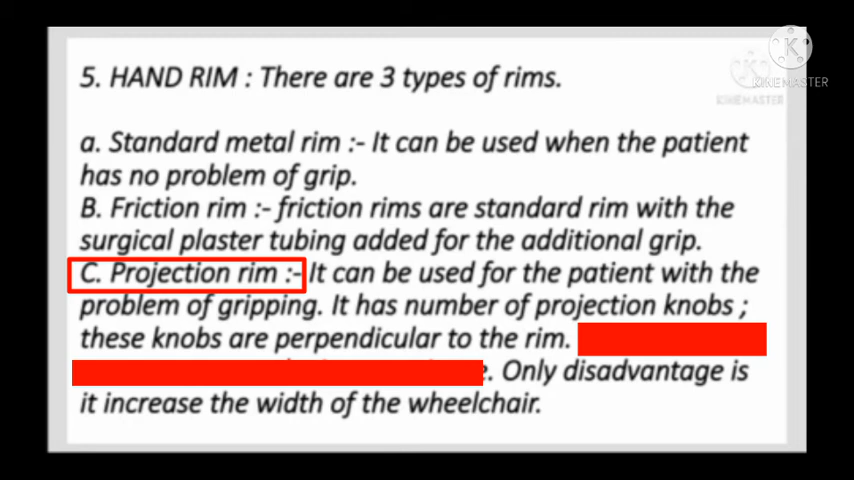 5. HAND RIM : There are 3 types of rims.
KINEMASTER
KINEMASTER
a. Standard metal rim :- It can be used when the patient
has no problem of grip.
B. Friction rim :- friction rims are standard rim with the
surgical plaster tubing added for the additional grip.
C. Projection rim :- It can be used for the patient with the
problem of gripping. It has number of projection knobs ;
these knobs are perpendicular to the rim.
. Only disadvantage is
it increase the width of the wheelchair.